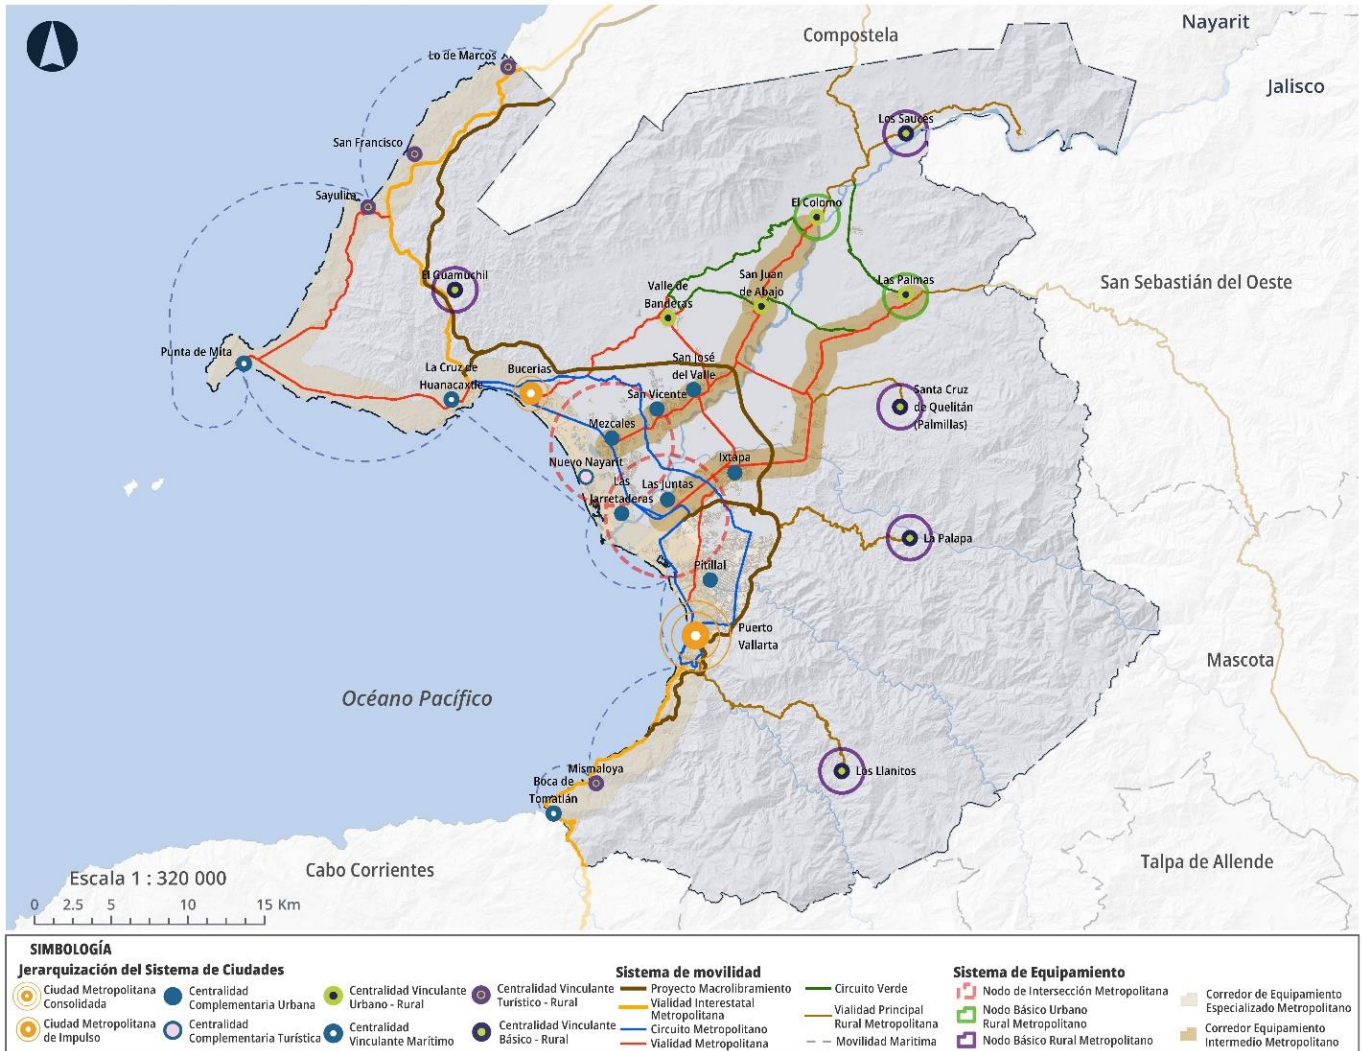 Nayarit
Compostela
Lo de Marcos
Jalisco
Los Sauces
San Francisco
Sayulita
El Colomo
El Guamúchil
San Juan
de Abajo
Las Palmas
San Sebastián del Oeste
Valle de
Banderas
Punta de Mita
La Cruz de
Huanacaxtle
Bucerías
San José
del Valle
Santa Cruz
de Quelitán
(Palmillas)
San Vicente
Mezcales
Nuevo Nayarit
Ixtapa
Las
Jarretaderas
Las Juntas
La Palapa
Pitillal
Puerto
Vallarta
Mascota
Océano Pacífico
Mismaloya
Boca de
Tomatlán
Los Llanitos
Cabo Corrientes
Talpa de Allende
Escala 1 : 320 000
0 2.5 5 10 15 Km
SIMBOLOGÍA
Jerarquización del Sistema de Ciudades
Ciudad Metropolitana
Consolidada
Ciudad Metropolitana
de Impulso
Centralidad
Complementaria Urbana
Centralidad
Complementaria Turística
Centralidad Vinculante
Urbano - Rural
Centralidad
Vinculante Marítimo
Centralidad Vinculante
Turístico - Rural
Centralidad Vinculante
Básico - Rural
Sistema de movilidad
Proyecto Macrolibramiento
Vialidad Interestatal
Metropolitana
Circuito Metropolitano
Vialidad Metropolitana
Circuito Verde
Vialidad Principal
Rural Metropolitana
Movilidad Maritima
Sistema de Equipamiento
Nodo de Intersección Metropolitana
Nodo Básico Urbano
Rural Metropolitano
Nodo Básico Rural Metropolitano
Corredor de Equipamiento
Especializado Metropolitano
Corredor Equipamiento
Intermedio Metropolitano